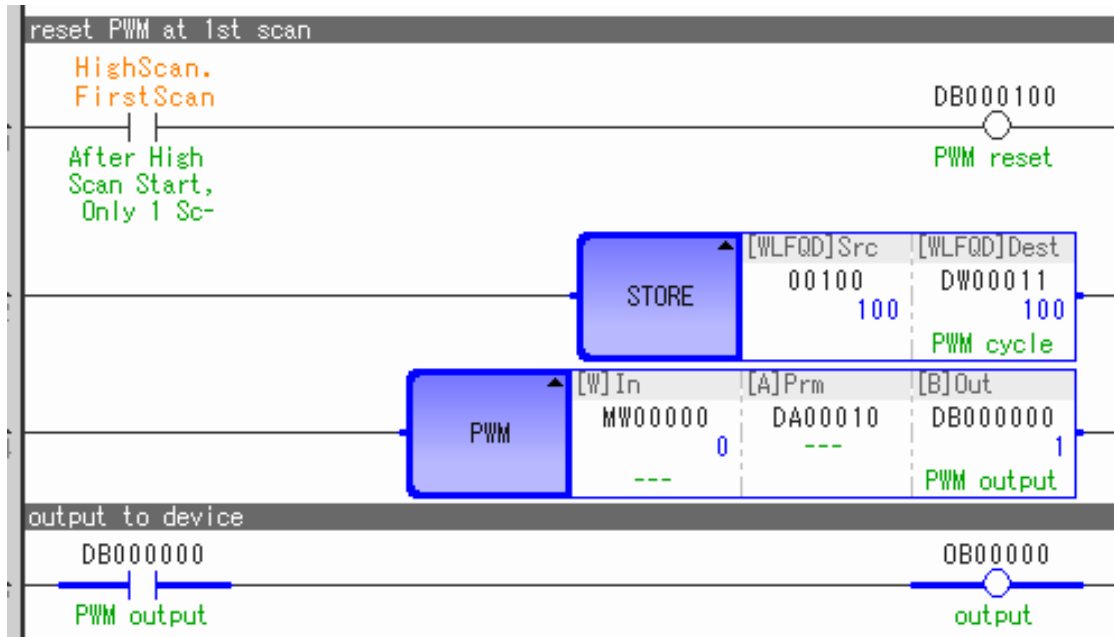 reset PWM at 1st scan
HighScan.
FirstScan
DB000100
After High
Scan Start,
Only 1 Sc-
PWM reset
STORE
[WLFQD]Src
[WLFQD]Dest
00100
DW00011
100
100
PWM cycle
PWM
[W]In
[A]Prm
[B]Out
MW00000
DA00010
DB000000
0
---
1
---
PWM output
output to device
DB000000
OB00000
PWM output
output